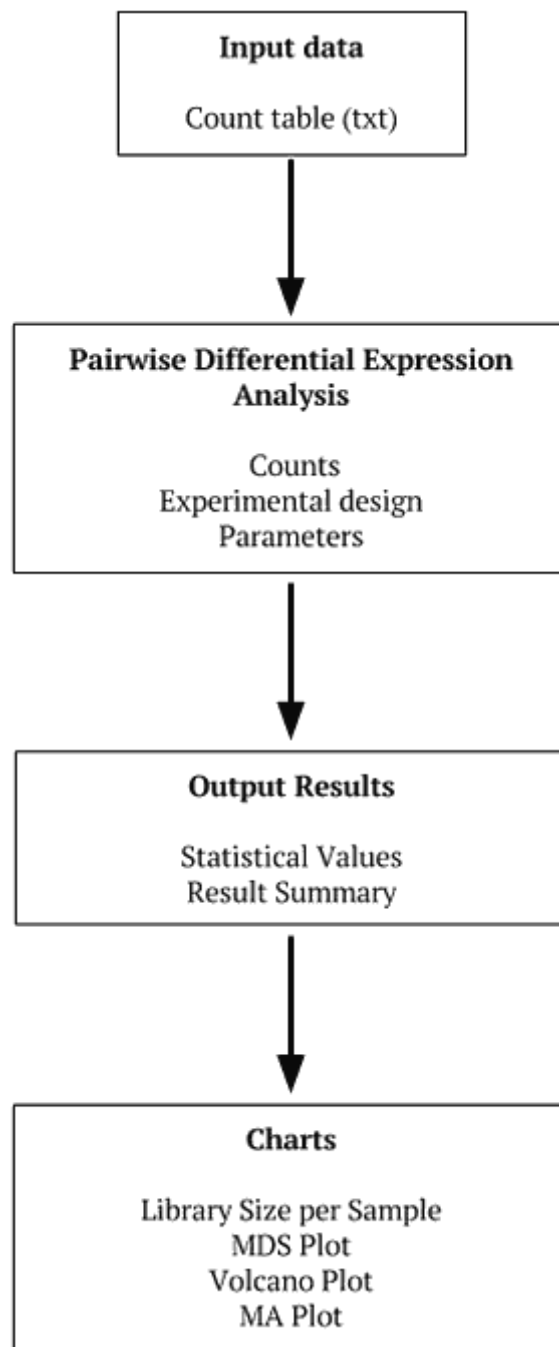 Input data
Count table (txt)
Pairwise Differential Expression
Analysis
Counts
Experimental design
Parameters
Output Results
Statistical Values
Result Summary
Charts
Library Size per Sample
MDS Plot
Volcano Plot
MA Plot